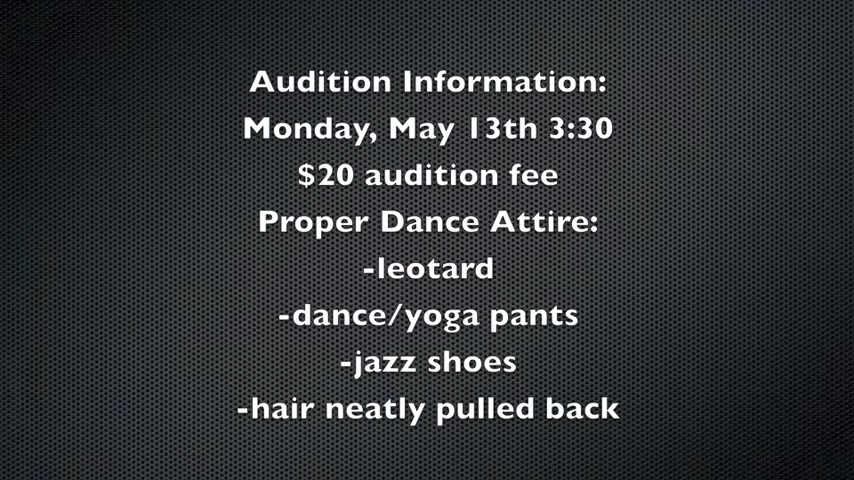 Audition Information:
Monday, May 13th 3:30
$20 audition fee
Proper Dance Attire:
-leotard
-dance/yoga pants
-jazz shoes
-hair neatly pulled back